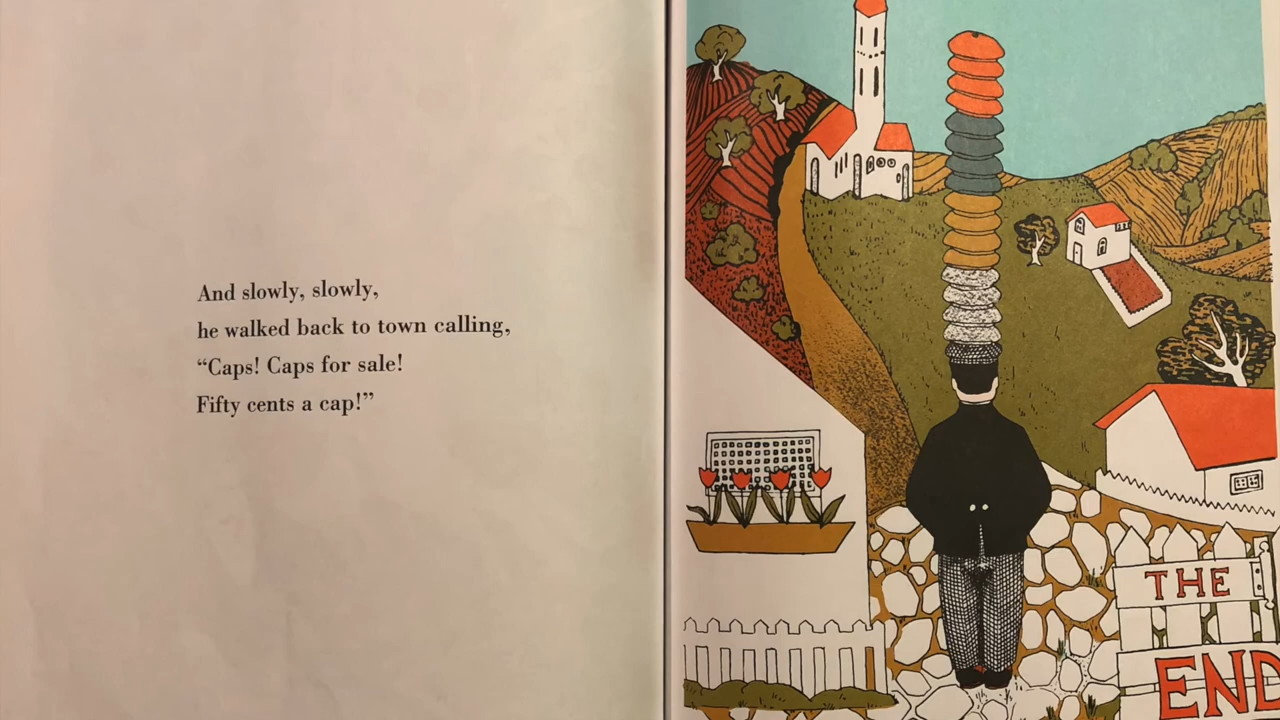 And slowly, slowly,
he walked back to town calling,
“Caps! Caps for sale!
Fifty cents a cap!”
THE
END